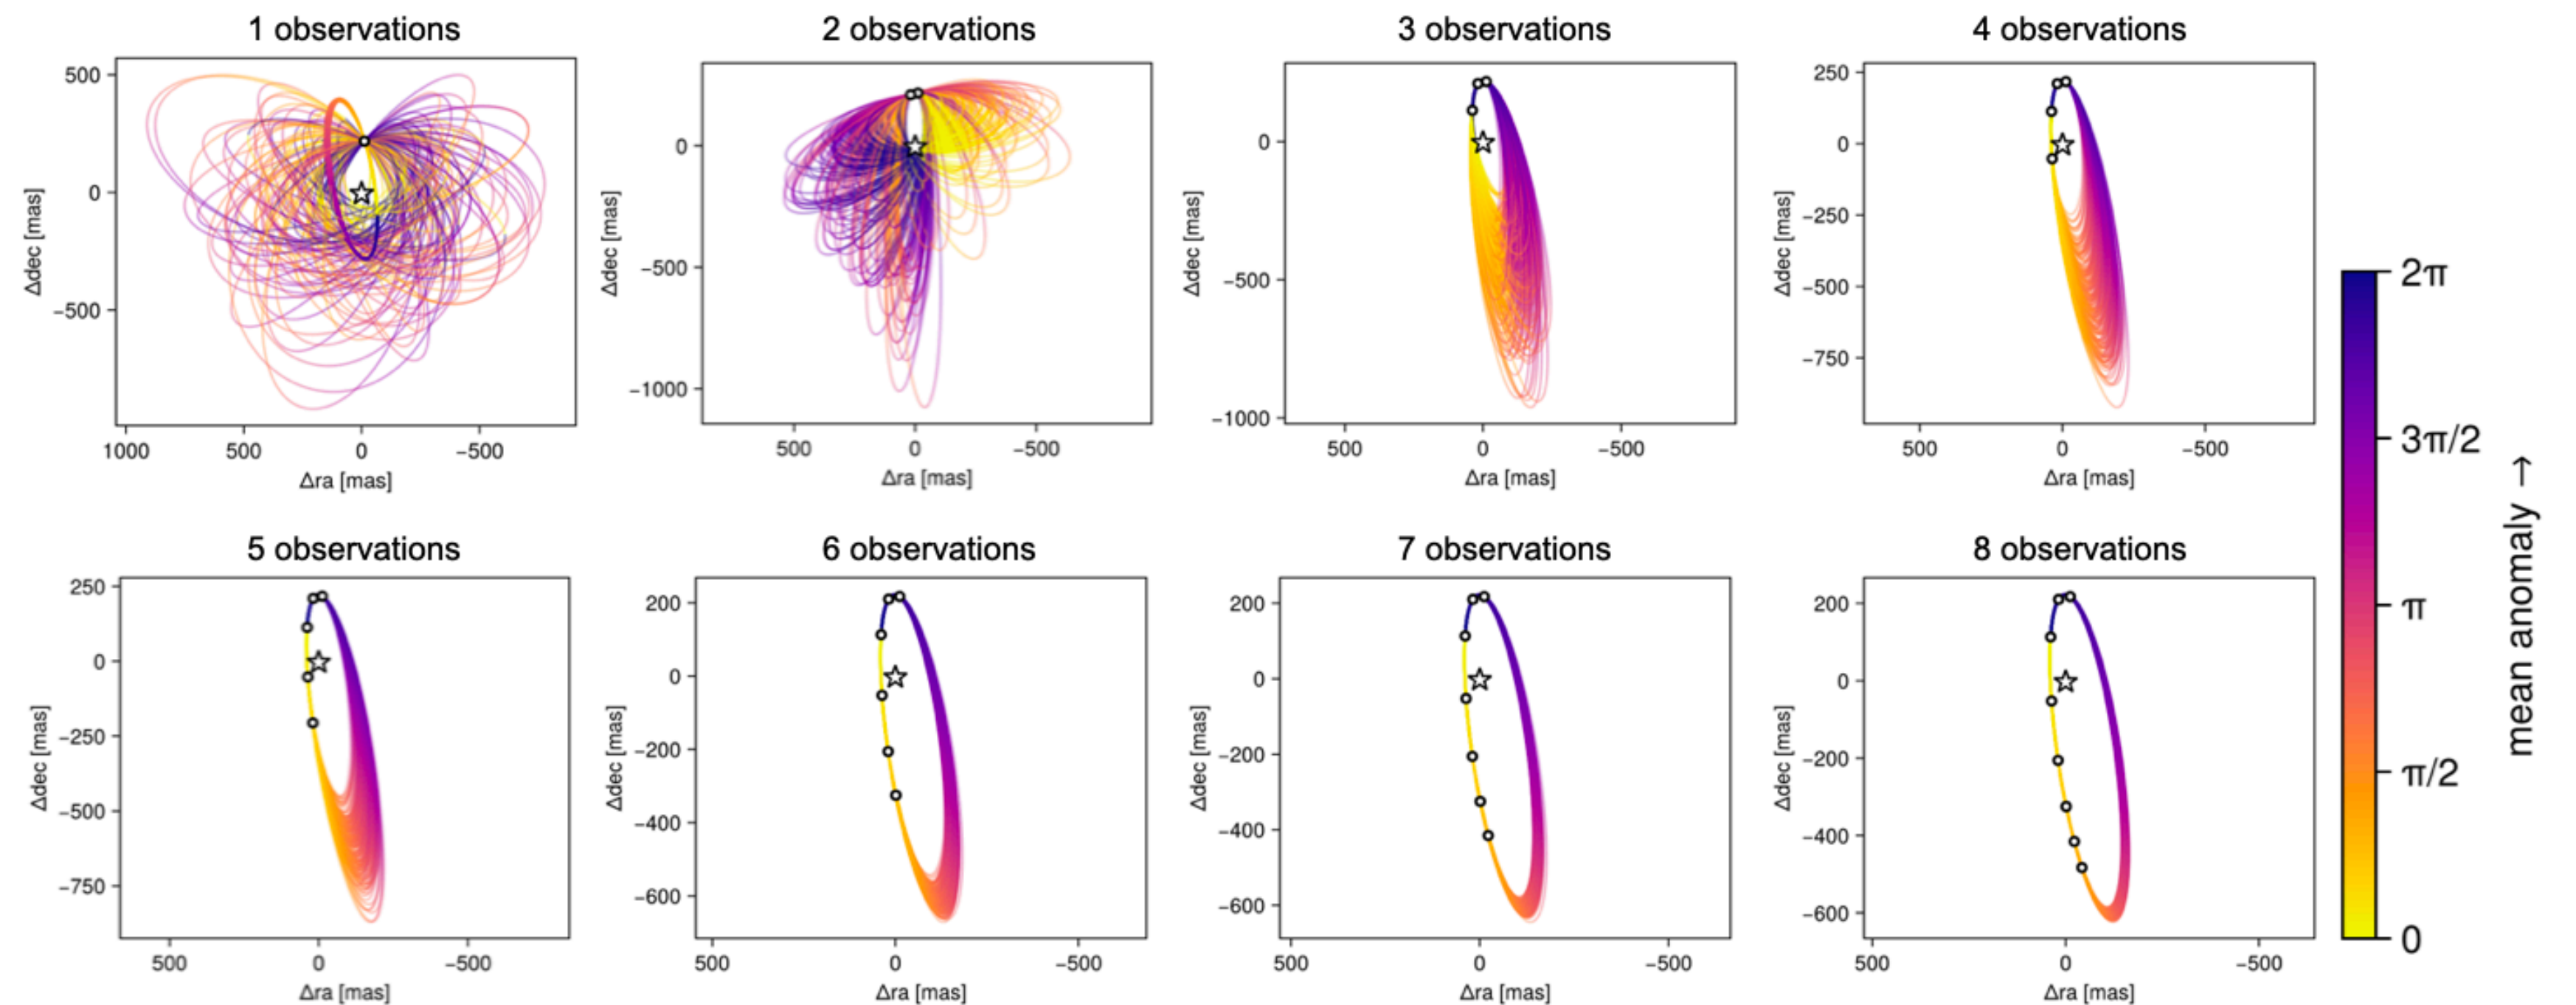 1 observations
2 observations
3 observations
4 observations
500
0
−500
Δdec [mas]
1000
500
0
−500
Δra [mas]
0
−500
−1000
Δdec [mas]
500
0
−500
Δra [mas]
0
−500
−1000
Δdec [mas]
500
0
−500
Δra [mas]
250
0
−250
−500
−750
Δdec [mas]
500
0
−500
Δra [mas]
5 observations
6 observations
7 observations
8 observations
250
0
−250
−500
−750
Δdec [mas]
500
0
−500
Δra [mas]
200
0
−200
−400
−600
Δdec [mas]
500
0
−500
Δra [mas]
200
0
−200
−400
−600
Δdec [mas]
500
0
−500
Δra [mas]
200
0
−200
−400
−600
Δdec [mas]
500
0
−500
Δra [mas]
2π
3π/2
π
π/2
0
mean anomaly →